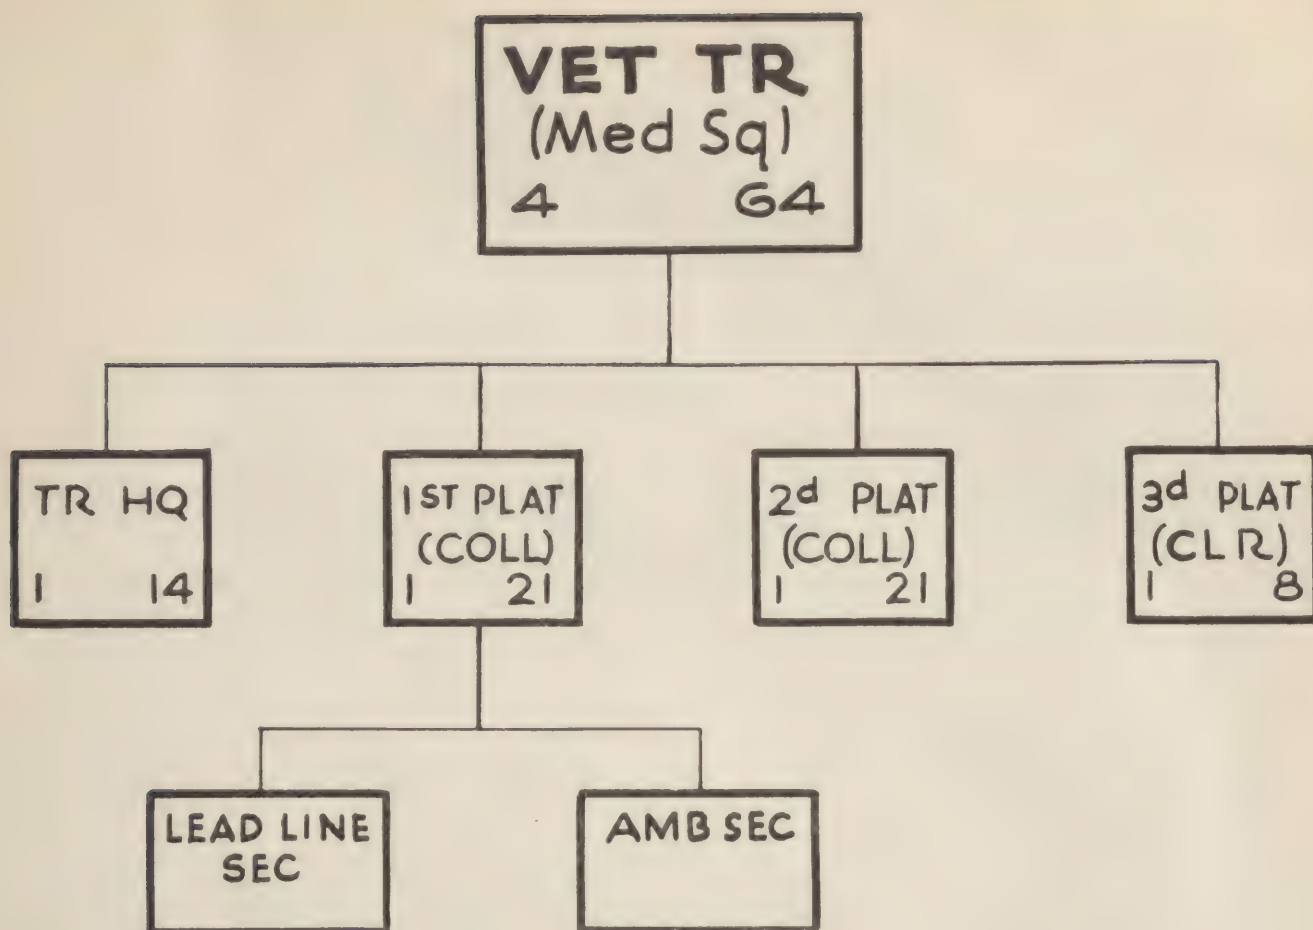 VET TR
(Med Sq)
4 64
TR HQ
1 14
1ST PLAT
(COLL)
1 21
2d PLAT
(COLL)
1 21
3d PLAT
(CLR)
1 8
LEAD LINE
SEC
AMB SEC